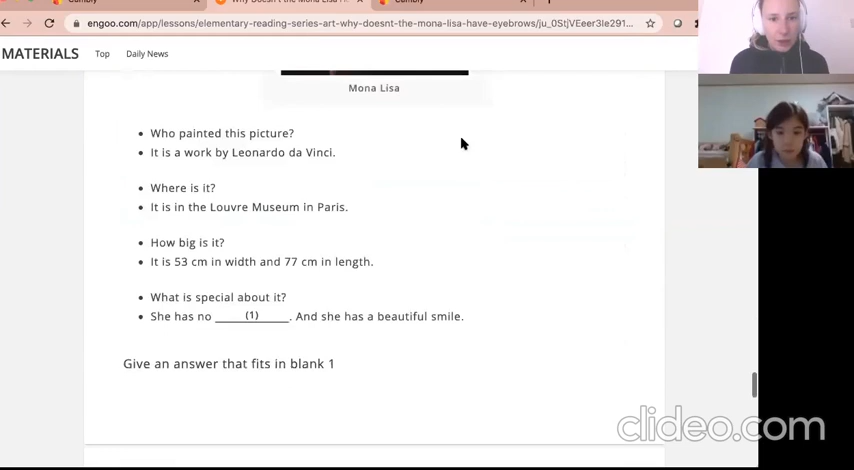 engoo.com/app/lessons/elementary-reading-series-art-why-doesnt-the-mona-lisa-have-eyebrows/ju_0StjVEeer3Ie291...
MATERIALS Top Daily News
Mona Lisa
• Who painted this picture?
• It is a work by Leonardo da Vinci.
• Where is it?
• It is in the Louvre Museum in Paris.
• How big is it?
• It is 53 cm in width and 77 cm in length.
• What is special about it?
• She has no ____(1)____. And she has a beautiful smile.
Give an answer that fits in blank 1
clideo.com